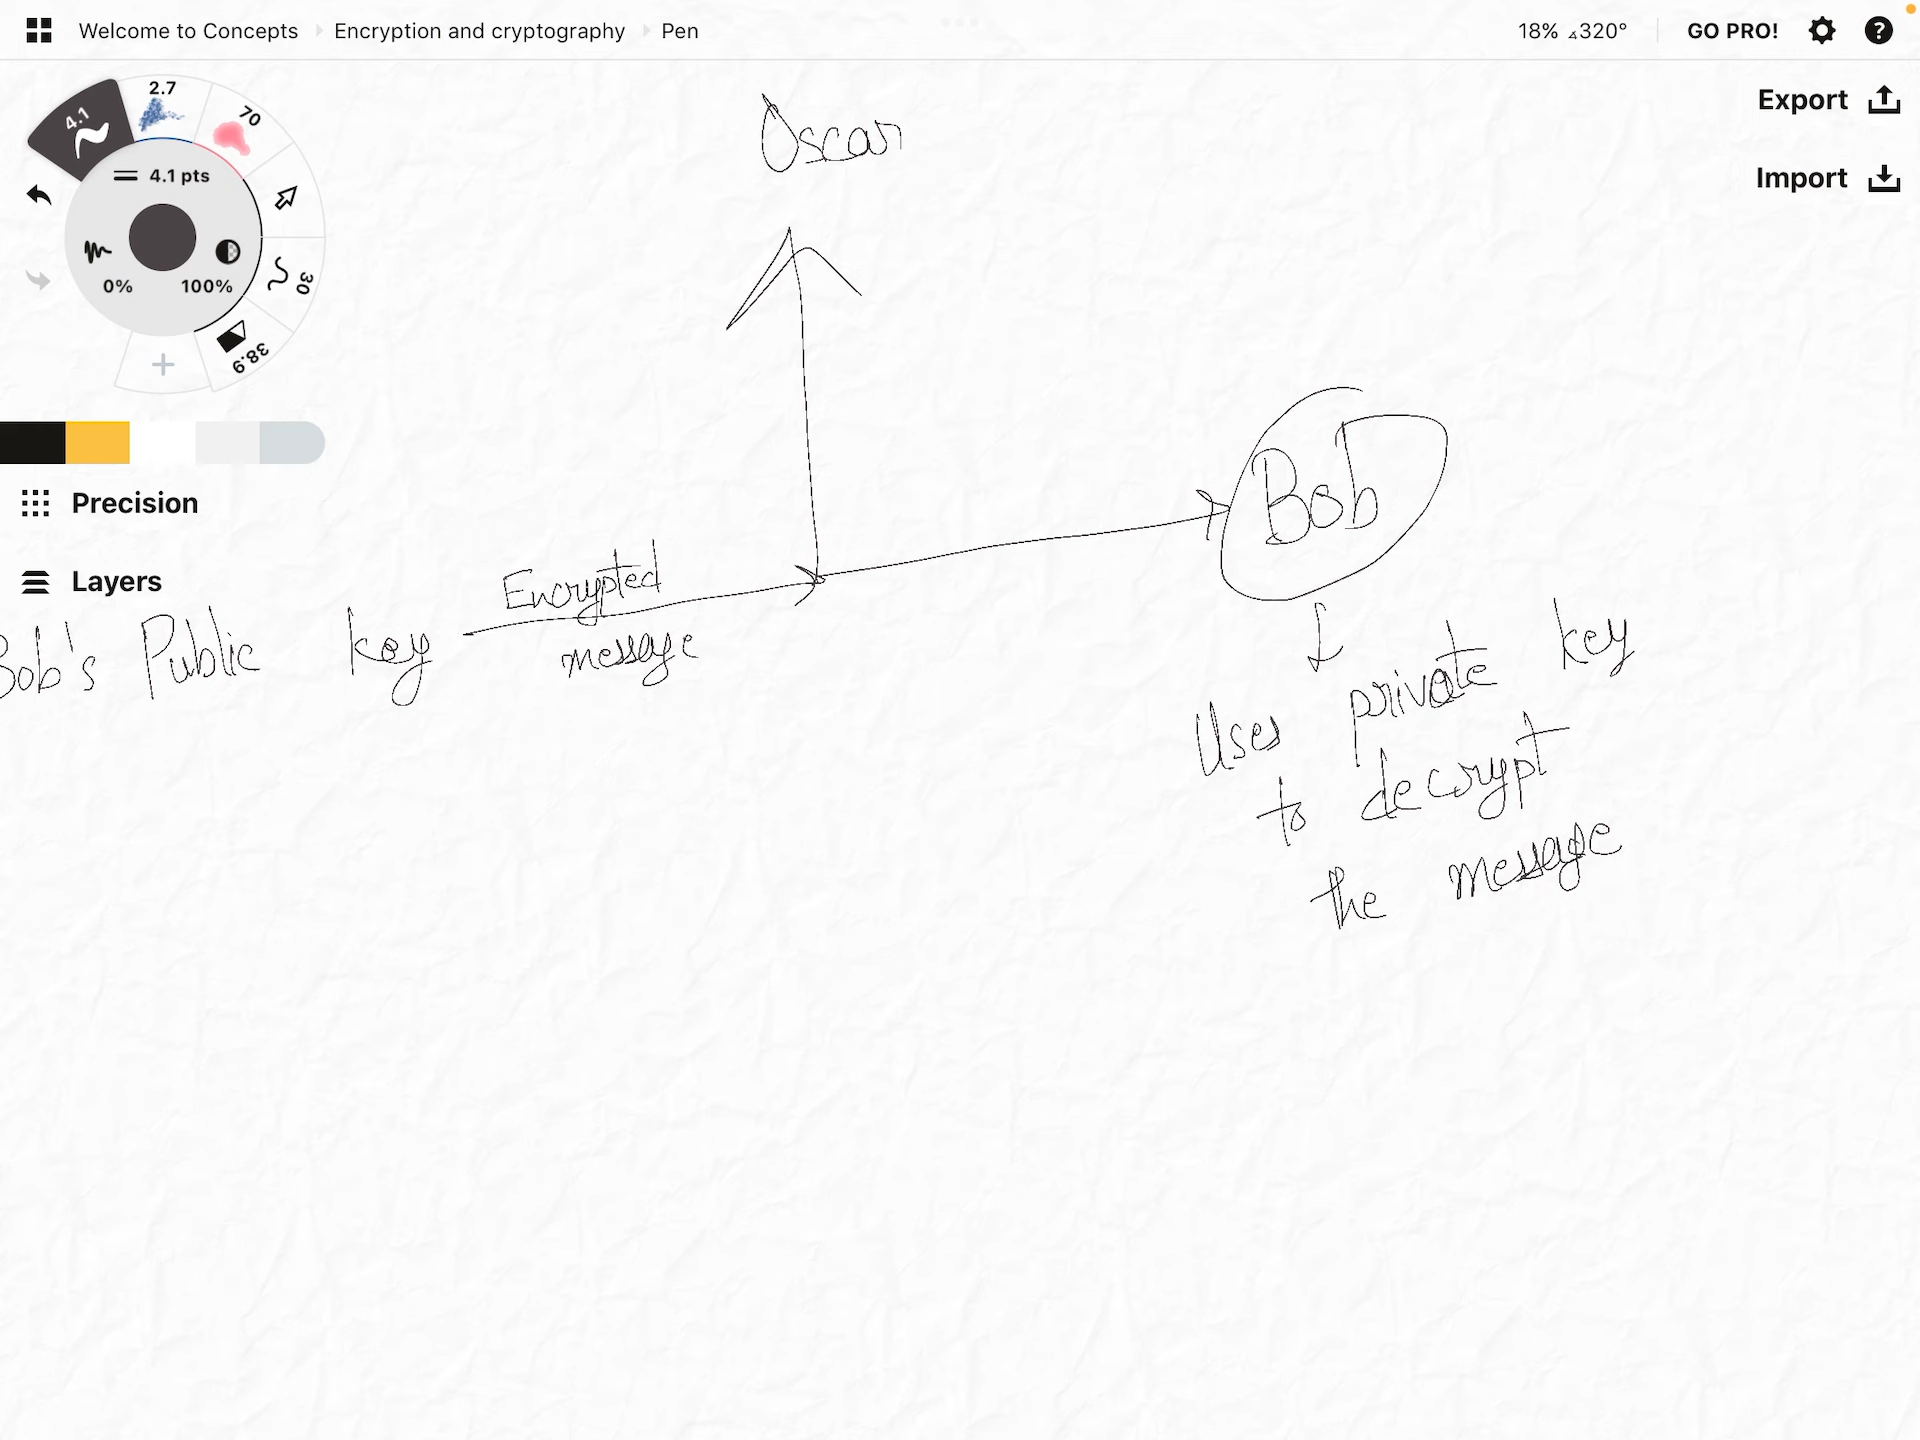 Welcome to Concepts Encryption and cryptography Pen
18% ⦟320° GO PRO!
Export
Import
2.7
4.1
70
4.1 pts
0% 100%
30
38.9
Precision
Layers
Oscar
Bob
Encrypted
message
Bob's Public key
Uses private key
to decrypt
the message